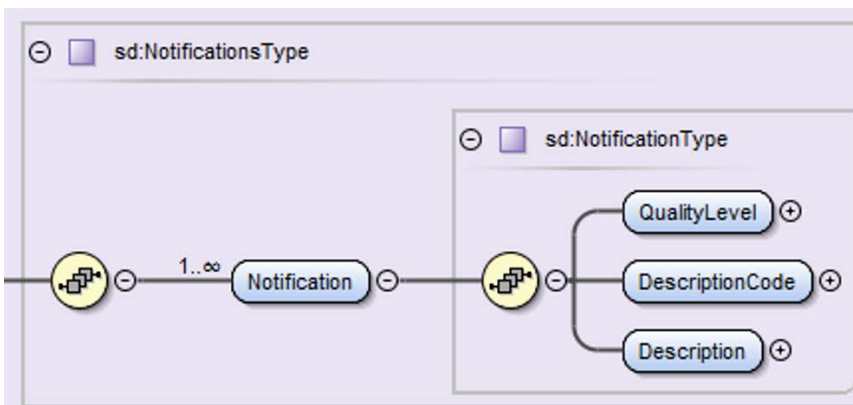 sd:NotificationsType
sd:NotificationType
QualityLevel
1..∞
Notification
DescriptionCode
Description